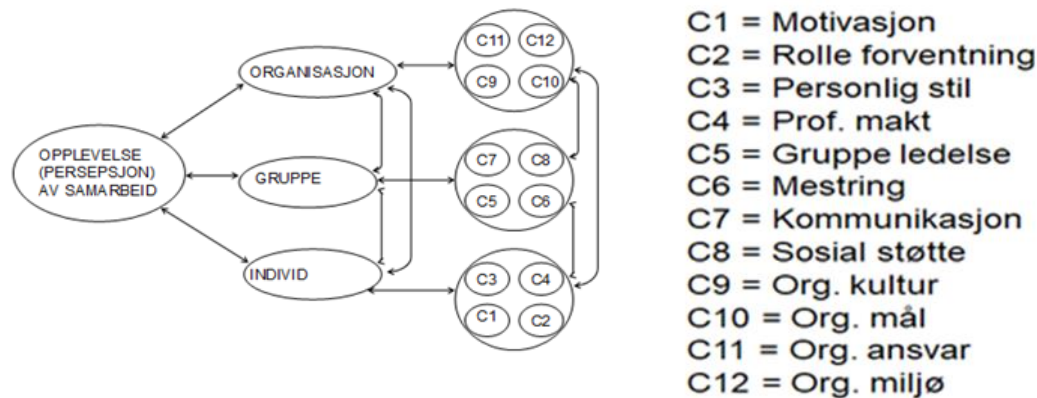 OPPLEVELSE
(PERSEPSJON)
AV SAMARBEID
ORGANISASJON
GRUPPE
INDIVID
C11 C12
C9 C10
C7 C8
C5 C6
C3 C4
C1 C2
C1 = Motivasjon
C2 = Rolle forventning
C3 = Personlig stil
C4 = Prof. makt
C5 = Gruppe ledelse
C6 = Mestring
C7 = Kommunikasjon
C8 = Sosial støtte
C9 = Org. kultur
C10 = Org. mål
C11 = Org. ansvar
C12 = Org. miljø